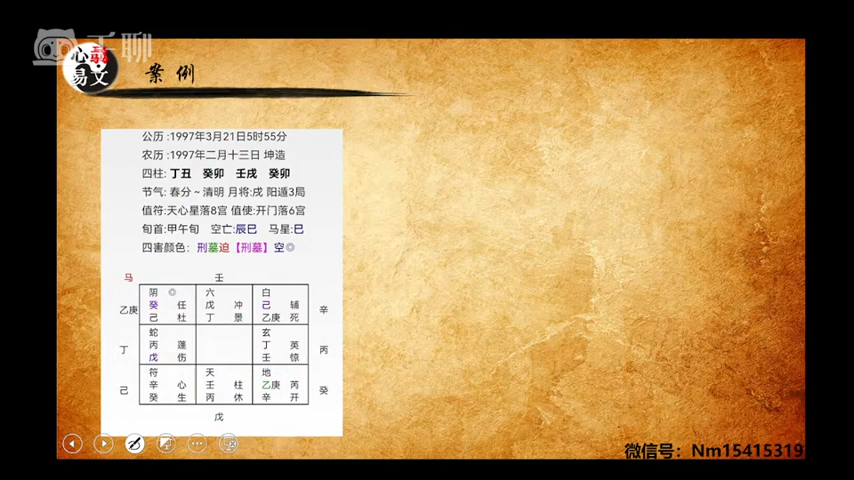 千聊
心融
易文
案例
公历:1997年3月21日5时55分
农历:1997年二月十三日 坤造
四柱:丁丑 癸卯 壬戌 癸卯
节气: 春分~清明 月将:戌 阳遁3局
值符:天心星落8宫 值使:开门落6宫
旬首:甲午旬 空亡:辰巳 马星:巳
四害颜色: 刑墓迫【刑墓】空◎
马 壬
阴 ◎ 六 白
乙庚 癸 任 戊 冲 己 辅 辛
己 杜 丁 景 乙庚 死
蛇 玄
丁 丙 蓬 丁 英 丙
戊 伤 壬 惊
符 天 地
己 辛 心 壬 柱 乙庚 芮 癸
癸 生 丙 休 辛 开
戊
微信号: Nm15415319